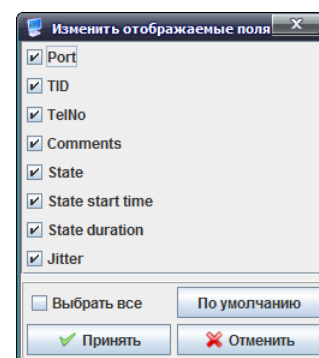 Изменить отображаемые поля
Port
TID
TelNo
Comments
State
State start time
State duration
Jitter
Выбрать все
По умолчанию
Принять
Отменить